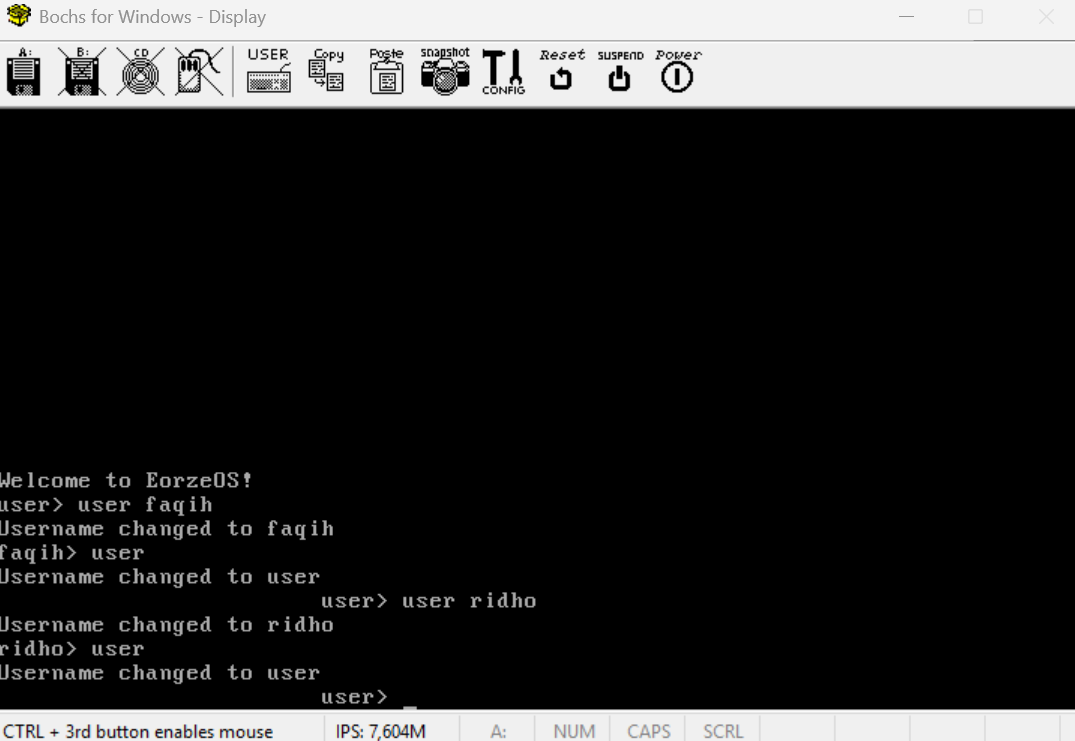 Bochs for Windows - Display
A: B: CD USER Copy Paste snapshot CONFIG Reset SUSPEND Power
Welcome to EorzeOS!
user> user faqih
Username changed to faqih
faqih> user
Username changed to user
user> user ridho
Username changed to ridho
ridho> user
Username changed to user
user> _
CTRL + 3rd button enables mouse IPS: 7,604M A: NUM CAPS SCRL